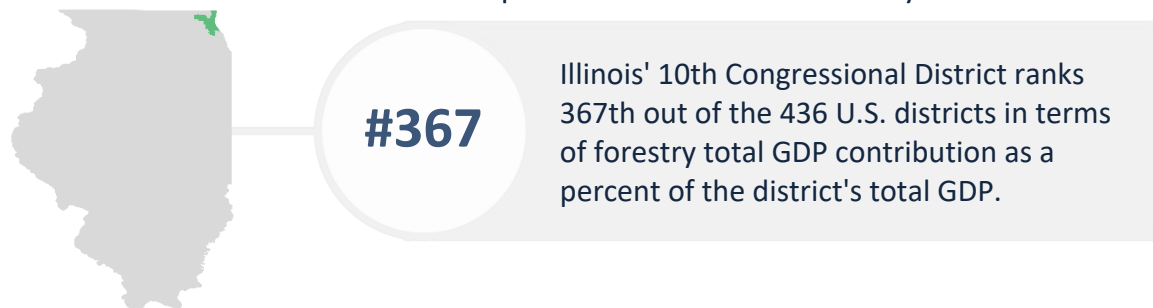 #367
Illinois' 10th Congressional District ranks
367th out of the 436 U.S. districts in terms
of forestry total GDP contribution as a
percent of the district's total GDP.